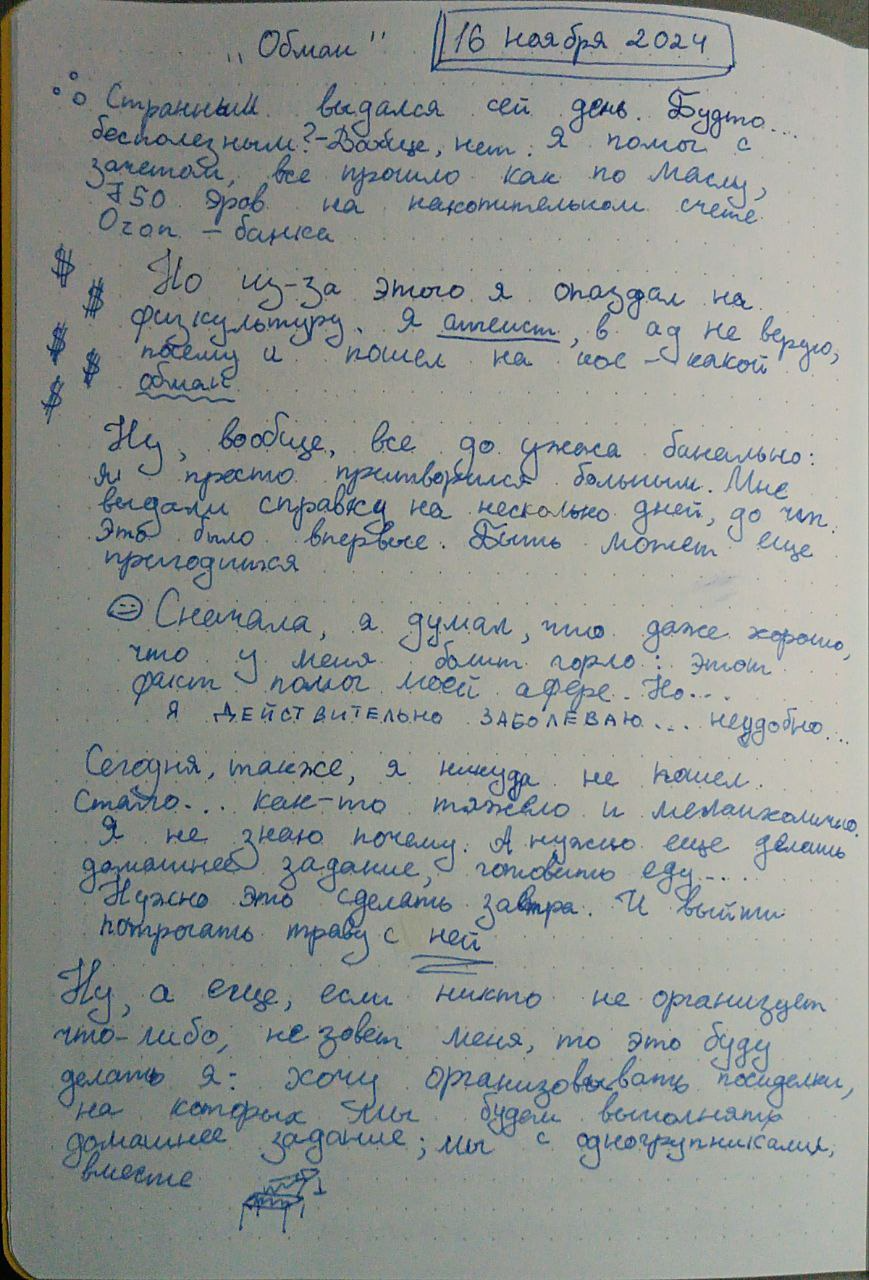 „Обман" 16 ноября 2024
Странным выдался сей день. Будто...
бесполезным? - Вообще, нет. Я помог с
зачетом, все прошло как по маслу,
750 яров на накопительном счете
Ozon - банка
$ Но из-за этого я опаздал на
$ физкультуру. Я атеист, в ад не верую,
$ посему и пошел на кое-какой
$ обман
$
Ну, вообще, все до ужаса банально:
я просто притворился больным. Мне
выдали справку на несколько дней, до чт.
Это было впервые. Быть может еще
пригодится
Сначала, я думал, что даже хорошо,
что у меня болит горло: этот
факт помог моей афере. Но...
я ДЕЙСТВИТЕЛЬНО ЗАБОЛЕВАЮ... неудобно...
Сегодня, также, я никуда не пошел.
Стало... как-то тяжело и меланхолично.
Я не знаю почему. А нужно еще делать
домашнее задание, готовить еду...
Нужно это сделать завтра. И выйти
потрогать траву с ней
Ну, а еще, если никто не организует
что-либо, не зовет меня, то это буду
делать я: хочу организовывать посиделки,
на которых мы будем выполнять
домашнее задание; мы с одногрупниками,
вместе